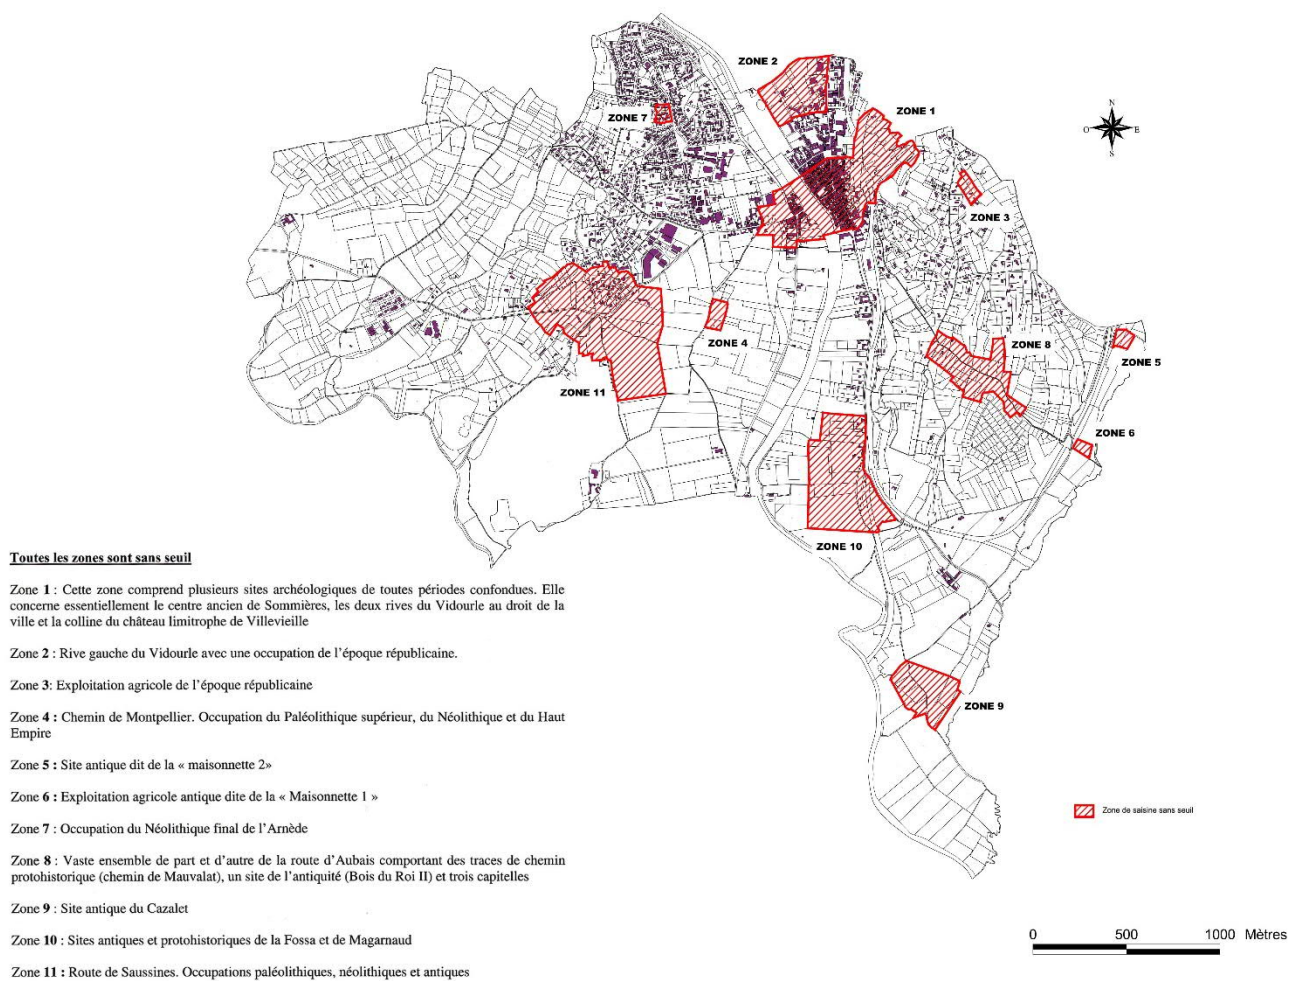 ZONE 2
ZONE 1
ZONE 7
N
O
E
S
ZONE 3
ZONE 4
ZONE 8
ZONE 5
ZONE 11
ZONE 6
ZONE 10
ZONE 9
Toutes les zones sont sans seuil
Zone 1 : Cette zone comprend plusieurs sites archéologiques de toutes périodes confondues. Elle
concerne essentiellement le centre ancien de Sommières, les deux rives du Vidourle au droit de la
ville et la colline du château limitrophe de Villevieille
Zone 2 : Rive gauche du Vidourle avec une occupation de l'époque républicaine.
Zone 3: Exploitation agricole de l'époque républicaine
Zone 4 : Chemin de Montpellier. Occupation du Paléolithique supérieur, du Néolithique et du Haut
Empire
Zone 5 : Site antique dit de la « maisonnette 2»
Zone 6 : Exploitation agricole antique dite de la « Maisonnette 1 »
Zone 7 : Occupation du Néolithique final de l'Arnède
Zone 8 : Vaste ensemble de part et d'autre de la route d'Aubais comportant des traces de chemin
protohistorique (chemin de Mauvalat), un site de l'antiquité (Bois du Roi II) et trois capitelles
Zone 9 : Site antique du Cazalet
Zone 10 : Sites antiques et protohistoriques de la Fossa et de Magarnaud
Zone 11 : Route de Saussines. Occupations paléolithiques, néolithiques et antiques
Zone de saisine sans seuil
0 500 1000 Mètres